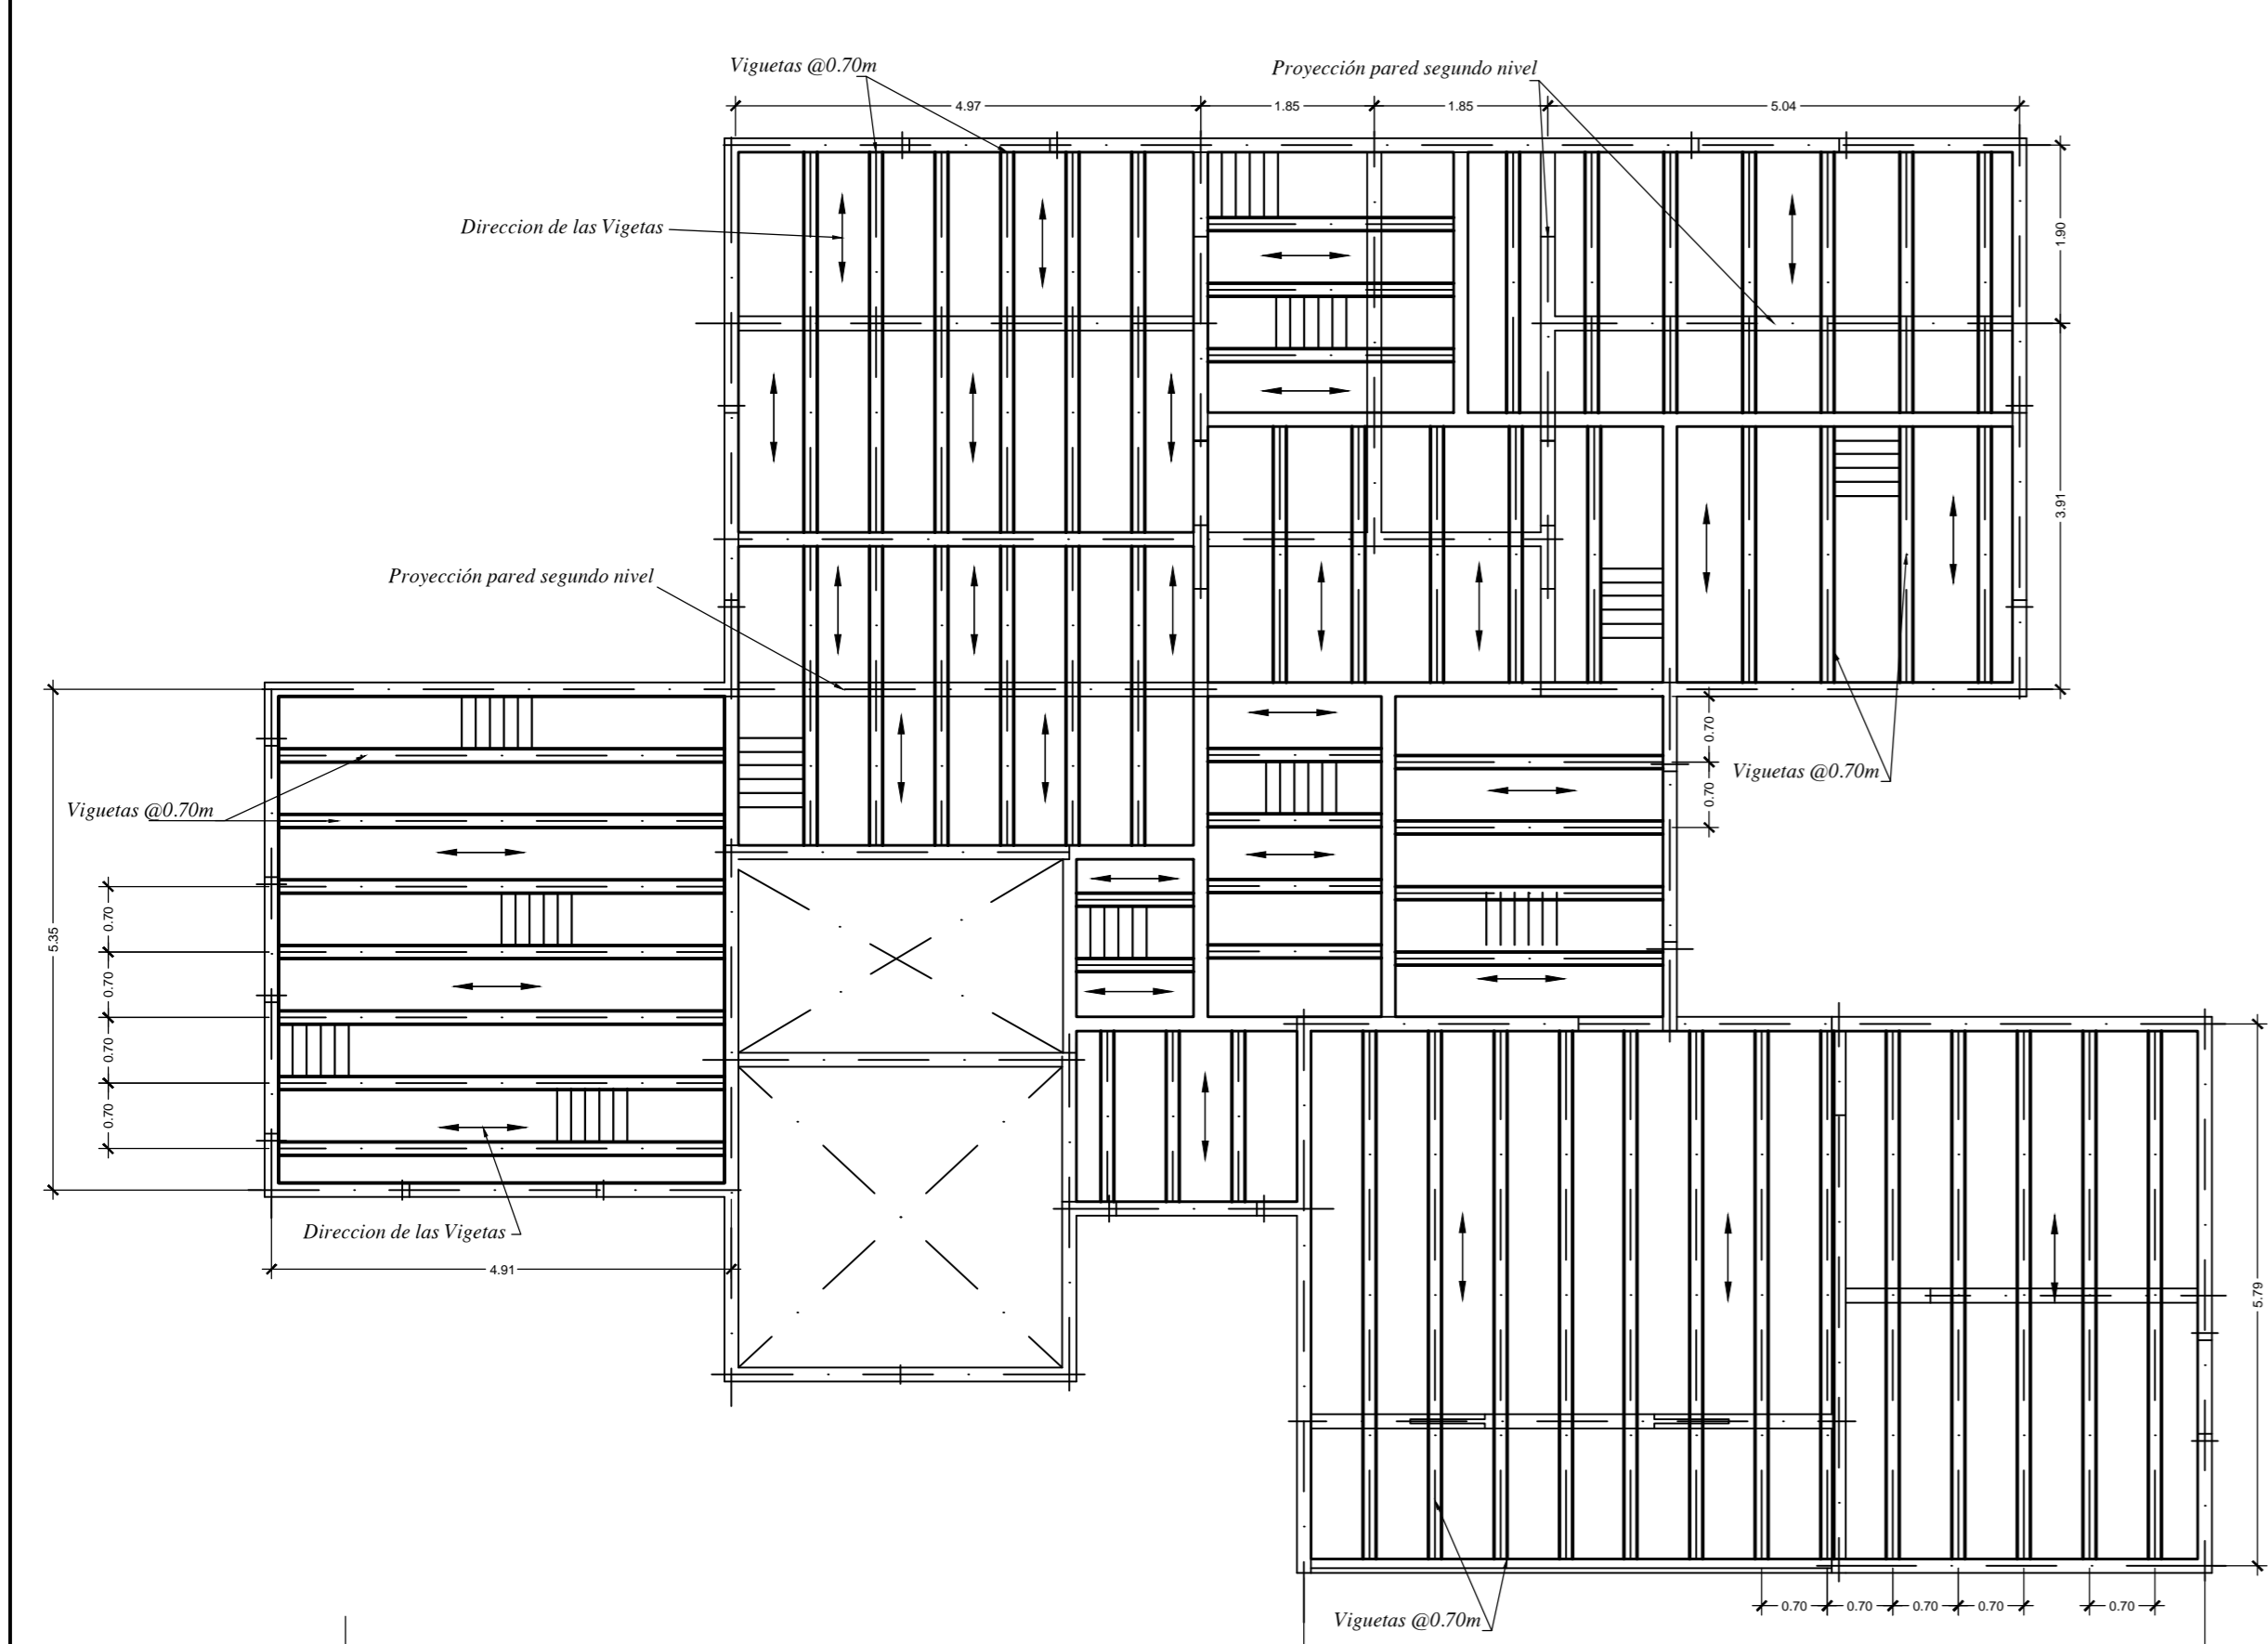 Viguetas @0.70m
Proyección pared segundo nivel
4.97
1.85
1.85
5.04
Direccion de las Vigetas
1.90
3.91
Proyección pared segundo nivel
0.70
0.70
Viguetas @0.70m
Viguetas @0.70m
5.35
0.70
0.70
0.70
0.70
Direccion de las Vigetas
4.91
5.79
0.70
0.70
0.70
0.70
0.70
Viguetas @0.70m